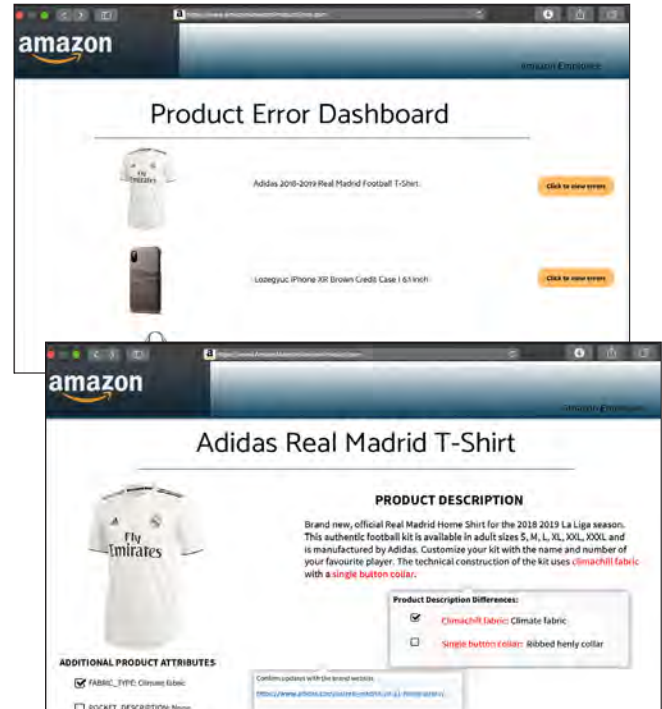 amazon
Amazon Employee
Product Error Dashboard
Fly
Emirates
Adidas 2018-2019 Real Madrid Football T-Shirt.
Click to view errors
Lozeguyc iPhone XR Brown Credit Case | 6.1 inch
Click to view errors
amazon
Amazon Employee
Adidas Real Madrid T-Shirt
Fly
Emirates
PRODUCT DESCRIPTION
Brand new, official Real Madrid Home Shirt for the 2018 2019 La Liga season.
This authentic football kit is available in adult sizes S, M, L, XL, XXL, XXXL and
is manufactured by Adidas. Customize your kit with the name and number of
your favourite player. The technical construction of the kit uses climachill fabric
with a single button collar.
Product Description Differences:
Climachill fabric: Climate fabric
Single button collar: Ribbed henly collar
ADDITIONAL PRODUCT ATTRIBUTES
FABRIC_TYPE: Climate fabric
POCKET_DESCRIPTION: None
Confirm updates with the brand website.